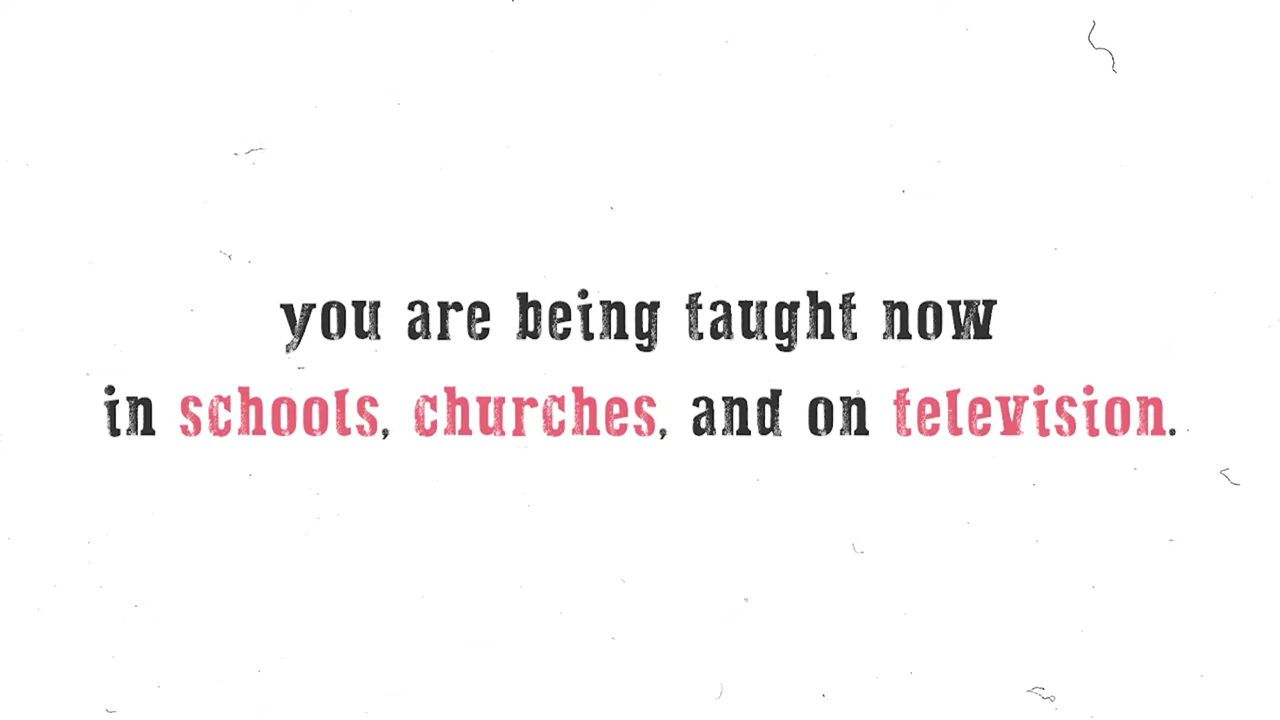 you are being taught now
in schools, churches, and on television.